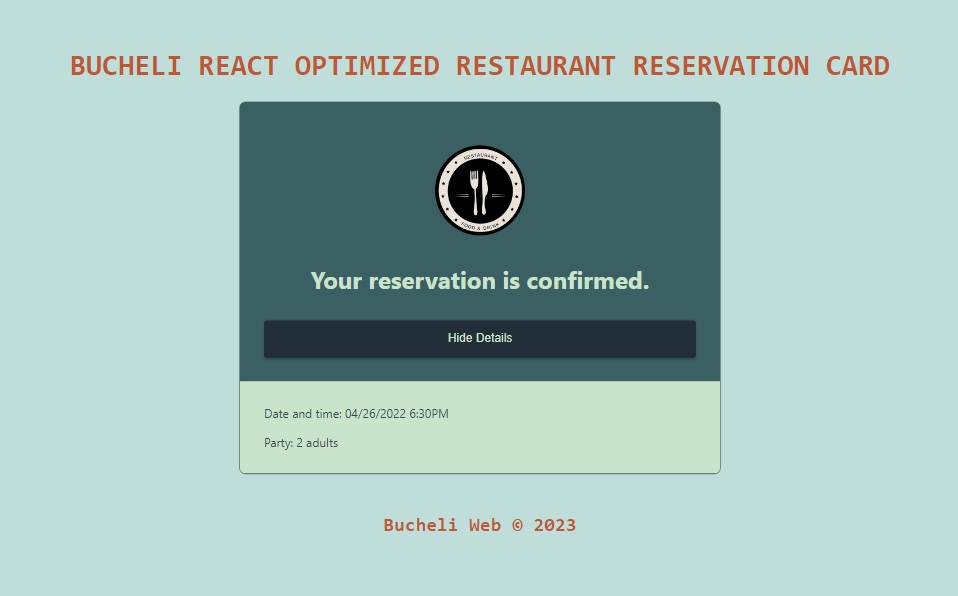 BUCHELI REACT OPTIMIZED RESTAURANT RESERVATION CARD
RESTAURANT
FOOD & DRINK
Your reservation is confirmed.
Hide Details
Date and time: 04/26/2022 6:30PM
Party: 2 adults
Bucheli Web © 2023